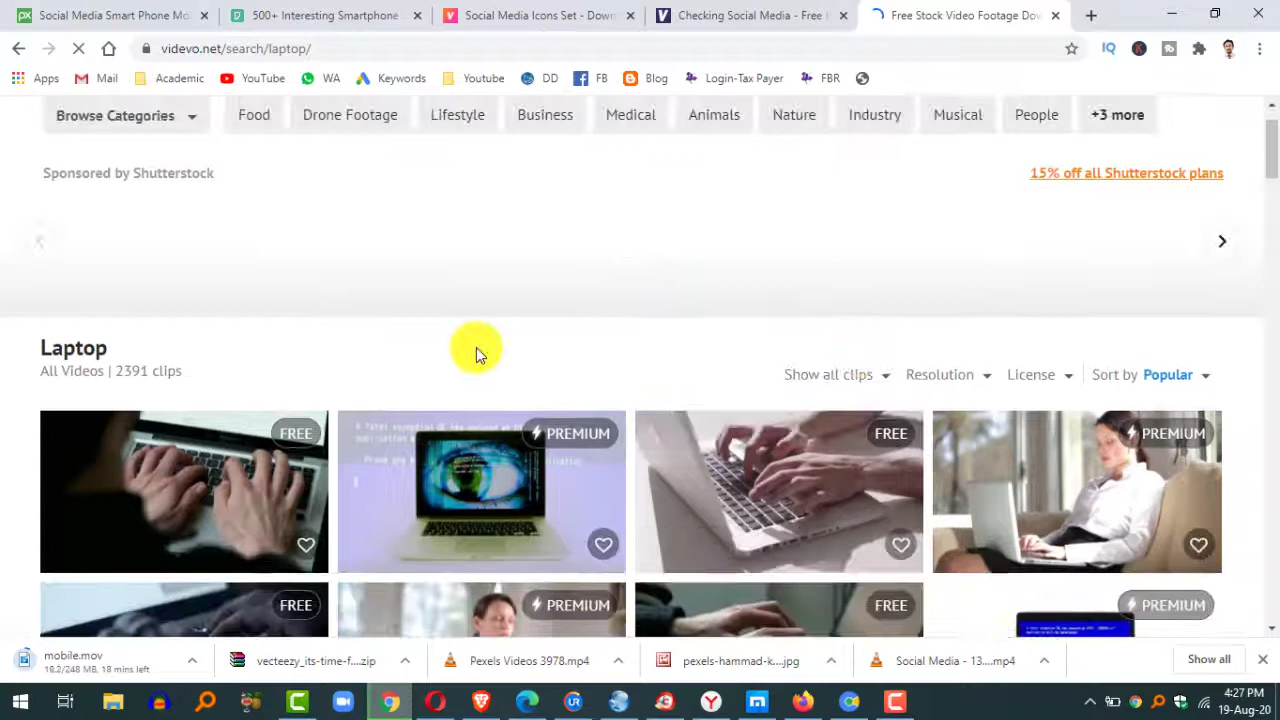 Social Media Smart Phone Mo
500+ Interesting Smartphone
Social Media Icons Set - Down
Checking Social Media - Free
Free Stock Video Footage Dow
videvo.net/search/laptop/
Apps
Mail
Academic
YouTube
WA
Keywords
Youtube
DD
FB
Blog
Login-Tax Payer
FBR
Browse Categories
Food
Drone Footage
Lifestyle
Business
Medical
Animals
Nature
Industry
Musical
People
+3 more
Sponsored by Shutterstock
15% off all Shutterstock plans
Laptop
All Videos | 2391 clips
Show all clips
Resolution
License
Sort by Popular
FREE
PREMIUM
FREE
PREMIUM
FREE
PREMIUM
FREE
PREMIUM
mobile.mov
19.2/248 MB, 18 mins left
vecteezy_its-time-f....zip
Pexels Videos 3978.mp4
pexels-hammad-k....jpg
Social Media - 13....mp4
Show all
4:27 PM
19-Aug-20